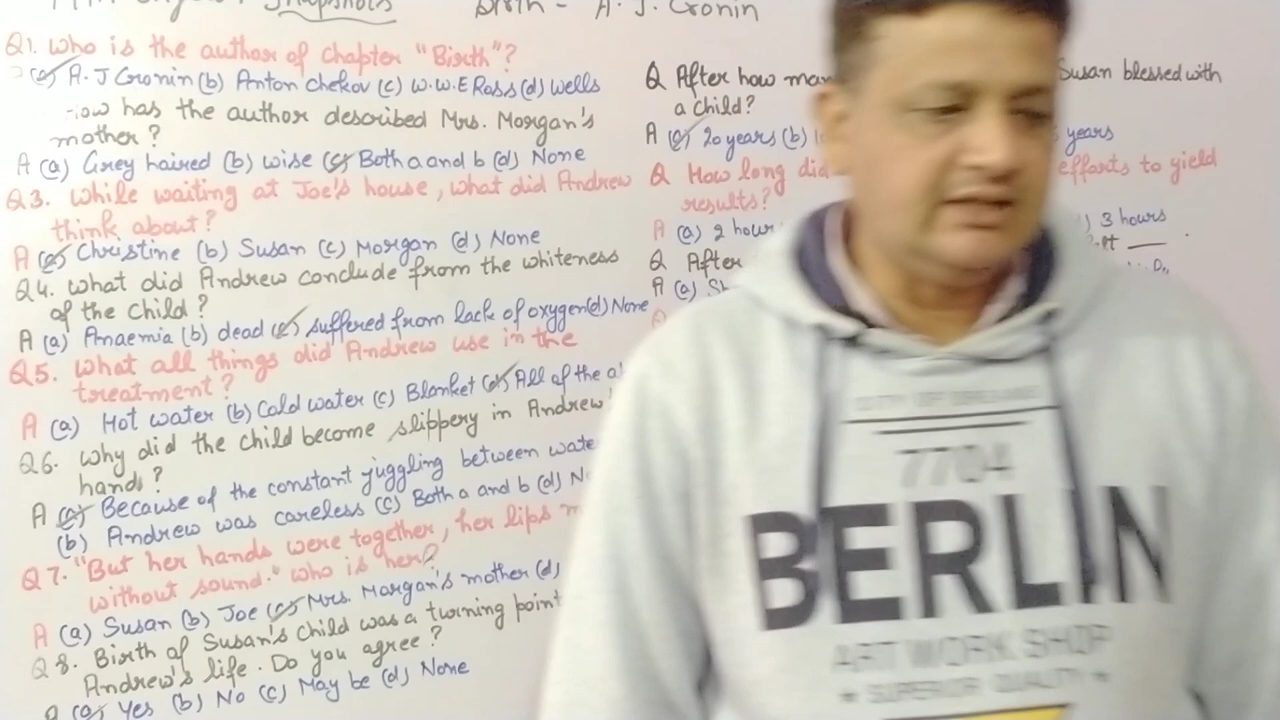 Snapshots Birth - A. J. Cronin
Q1. Who is the author of chapter "Birth"?
(a) A. J Cronin (b) Anton Chekov (c) W.W.E Ross (d) Wells
How has the author described Mrs. Morgan's
mother?
A (a) Grey haired (b) wise (c) Both a and b (d) None
Q3. While waiting at Joe's house, what did Andrew
think about?
A (a) Christine (b) Susan (c) Morgan (d) None
Q4. What did Andrew conclude from the whiteness
of the child?
A (a) Anaemia (b) dead (c) suffered from lack of oxygen (d) None
Q5. What all things did Andrew use in the
treatment?
A (a) Hot water (b) Cold water (c) Blanket (d) All of the
Q6. Why did the child become slippery in Andrew
hands?
A (a) Because of the constant juggling between
(b) Andrew was careless (c) Both a and b (d)
Q7. "But her hands were together, her lips
without sound." Who is her?
A (a) Susan (b) Joe (c) Mrs. Morgan's mother (d)
Q8. Birth of Susan's child was a turning point
Andrew's life. Do you agree?
(a) Yes (b) No (c) May be (d) None
Q After how Susan blessed with
a child?
A (a) 20 years (b) years
Q How long did efforts to yield
results?
A (a) 2 3 hours
Q After
A (a)
7704
BERLIN
ART WORK SHOP
SUPERIOR QUALITY